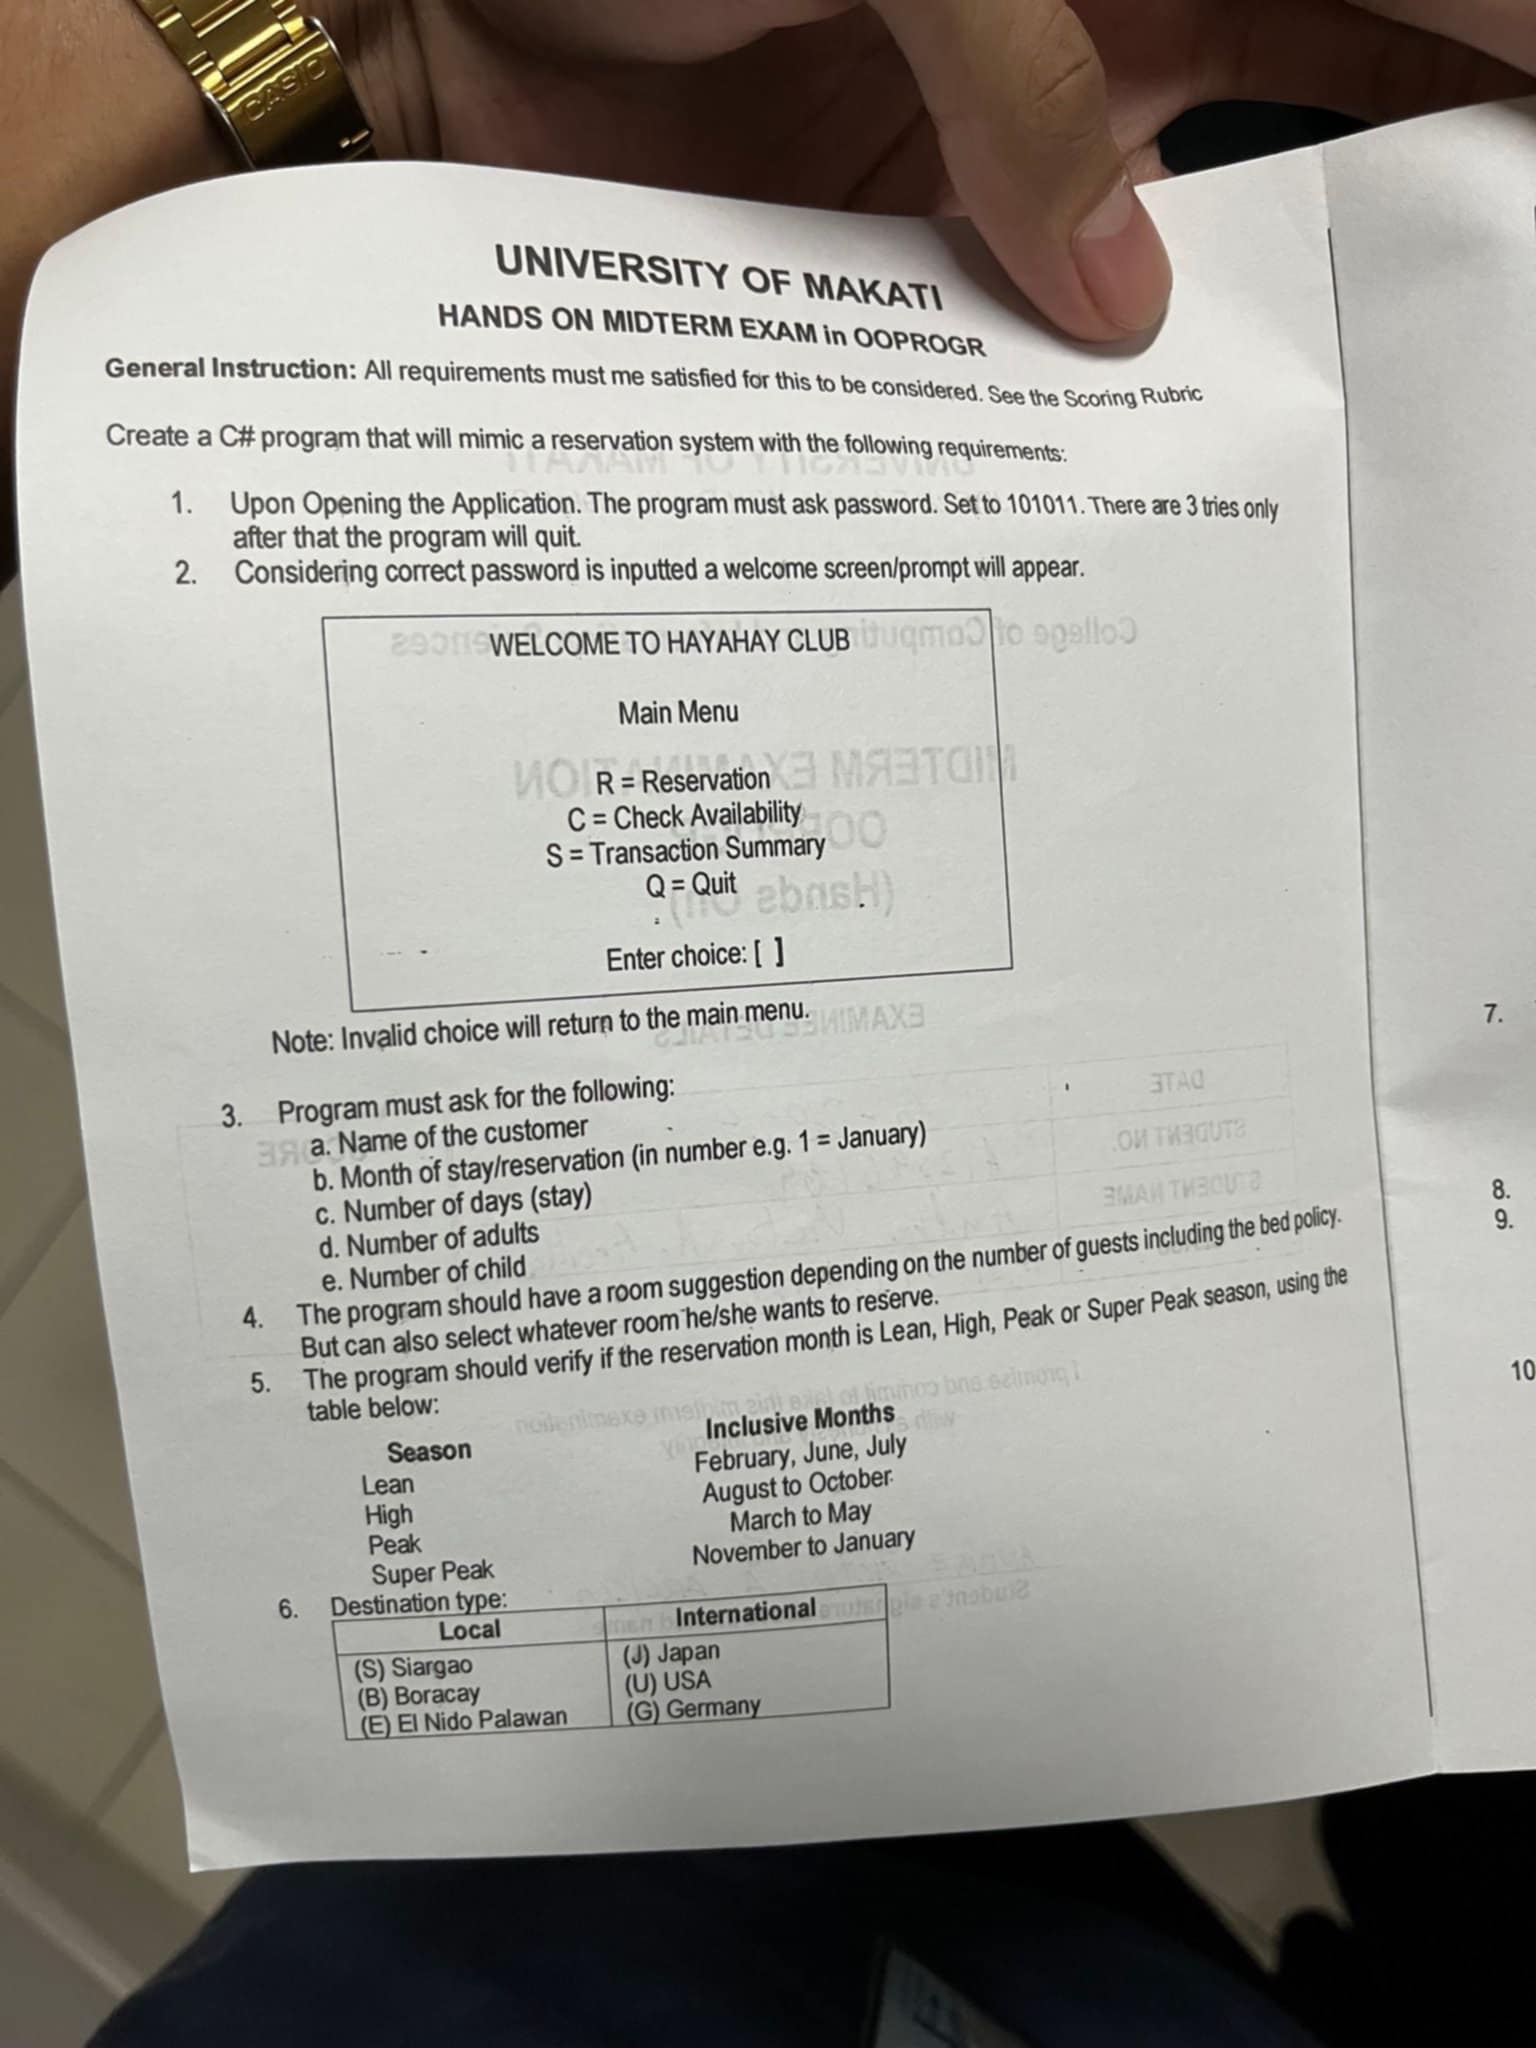 CASIO
UNIVERSITY OF MAKATI
HANDS ON MIDTERM EXAM in OOPROGR
General Instruction: All requirements must me satisfied for this to be considered. See the Scoring Rubric
Create a C# program that will mimic a reservation system with the following requirements:
1. Upon Opening the Application. The program must ask password. Set to 101011. There are 3 tries only
after that the program will quit.
2. Considering correct password is inputted a welcome screen/prompt will appear.
WELCOME TO HAYAHAY CLUB
Main Menu
R = Reservation
C = Check Availability
S = Transaction Summary
Q = Quit
Enter choice: [ ]
Note: Invalid choice will return to the main menu.
3. Program must ask for the following:
a. Name of the customer
b. Month of stay/reservation (in number e.g. 1 = January)
c. Number of days (stay)
d. Number of adults
e. Number of child
4. The program should have a room suggestion depending on the number of guests including the bed policy.
But can also select whatever room he/she wants to reserve.
5. The program should verify if the reservation month is Lean, High, Peak or Super Peak season, using the
table below:
Season Inclusive Months
Lean February, June, July
High August to October
Peak March to May
Super Peak November to January
6. Destination type:
Local International
(S) Siargao (J) Japan
(B) Boracay (U) USA
(E) El Nido Palawan (G) Germany
7.
8.
9.
10